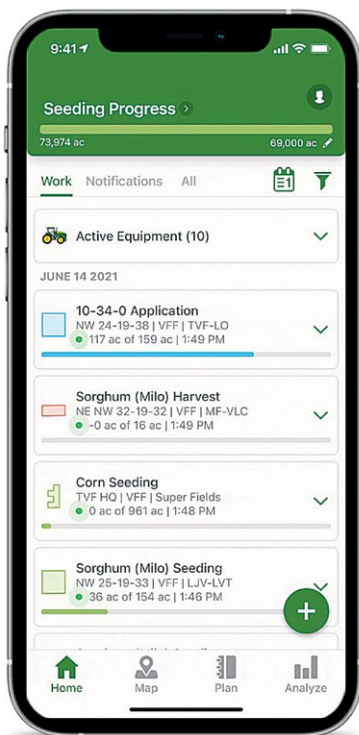 9:41
Seeding Progress
73,974 ac
69,000 ac
Work Notifications All
1
Active Equipment (10)
JUNE 14 2021
10-34-0 Application
NW 24-19-38 | VFF | TVF-LO
117 ac of 159 ac | 1:49 PM
Sorghum (Milo) Harvest
NE NW 32-19-32 | VFF | MF-VLC
-0 ac of 16 ac | 1:49 PM
Corn Seeding
TVF HQ | VFF | Super Fields
0 ac of 961 ac | 1:48 PM
Sorghum (Milo) Seeding
NW 25-19-33 | VFF | LJV-LVT
36 ac of 154 ac | 1:46 PM
Home Map Plan Analyze